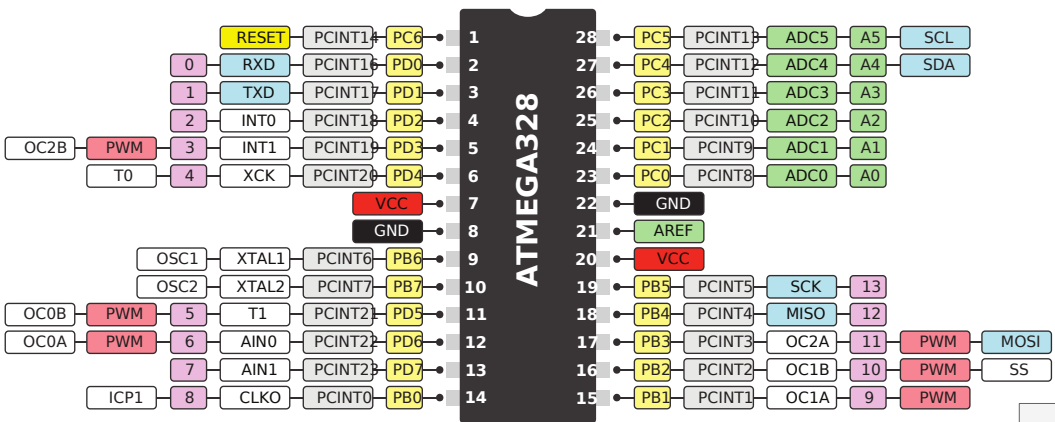 RESET PCINT14 PC6 1 28 PC5 PCINT13 ADC5 A5 SCL
0 RXD PCINT16 PD0 2 27 PC4 PCINT12 ADC4 A4 SDA
1 TXD PCINT17 PD1 3 26 PC3 PCINT11 ADC3 A3
2 INT0 PCINT18 PD2 4 25 PC2 PCINT10 ADC2 A2
OC2B PWM 3 INT1 PCINT19 PD3 5 24 PC1 PCINT9 ADC1 A1
T0 4 XCK PCINT20 PD4 6 23 PC0 PCINT8 ADC0 A0
VCC 7 22 GND
GND 8 21 AREF
OSC1 XTAL1 PCINT6 PB6 9 20 VCC
OSC2 XTAL2 PCINT7 PB7 10 19 PB5 PCINT5 SCK 13
OC0B PWM 5 T1 PCINT21 PD5 11 18 PB4 PCINT4 MISO 12
OC0A PWM 6 AIN0 PCINT22 PD6 12 17 PB3 PCINT3 OC2A 11 PWM MOSI
7 AIN1 PCINT23 PD7 13 16 PB2 PCINT2 OC1B 10 PWM SS
ICP1 8 CLKO PCINT0 PB0 14 15 PB1 PCINT1 OC1A 9 PWM
ATMEGA328